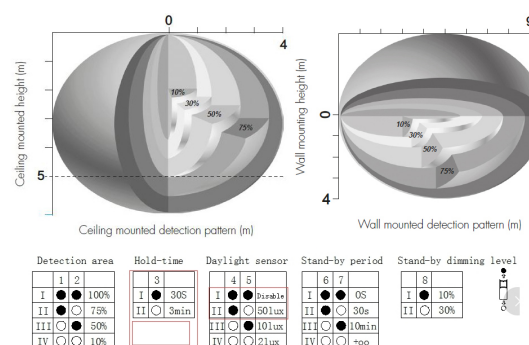 0
4
9
Ceiling mounted height (m)
10%
30%
50%
75%
5
Ceiling mounted detection pattern (m)
Wall mounting height (m)
0
10%
30%
50%
75%
4
Wall mounted detection pattern (m)
Detection area Hold-time Daylight sensor Stand-by period Stand-by dimming level
1 2 3 4 5 6 7 8
I 100% I 30S I Disable I 0S I 10%
II 75% II 3min II 50lux II 30s II 30%
III 50% III 10lux III 10min
IV 10% IV 2lux IV +∞